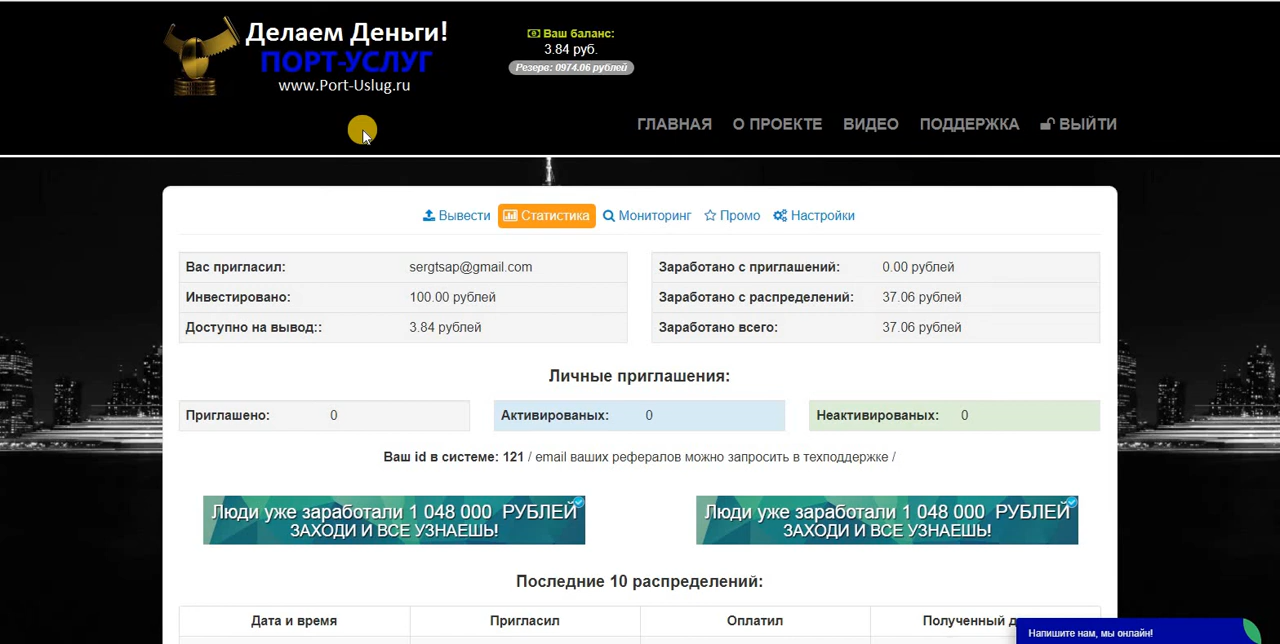 Делаем Деньги!
ПОРТ-УСЛУГ
www.Port-Uslug.ru
Ваш баланс:
3.84 руб.
Резерв: 0974.06 рублей
ГЛАВНАЯ О ПРОЕКТЕ ВИДЕО ПОДДЕРЖКА ВЫЙТИ
Вывести Статистика Мониторинг Промо Настройки
Вас пригласил: sergtsap@gmail.com Заработано с приглашений: 0.00 рублей
Инвестировано: 100.00 рублей Заработано с распределений: 37.06 рублей
Доступно на вывод:: 3.84 рублей Заработано всего: 37.06 рублей
Личные приглашения:
Приглашено: 0 Активированых: 0 Неактивированых: 0
Ваш id в системе: 121 / email ваших рефералов можно запросить в техподдержке /
Люди уже заработали 1 048 000 РУБЛЕЙ
ЗАХОДИ И ВСЕ УЗНАЕШЬ!
Люди уже заработали 1 048 000 РУБЛЕЙ
ЗАХОДИ И ВСЕ УЗНАЕШЬ!
Последние 10 распределений:
Дата и время Пригласил Оплатил Полученный д
Напишите нам, мы онлайн!